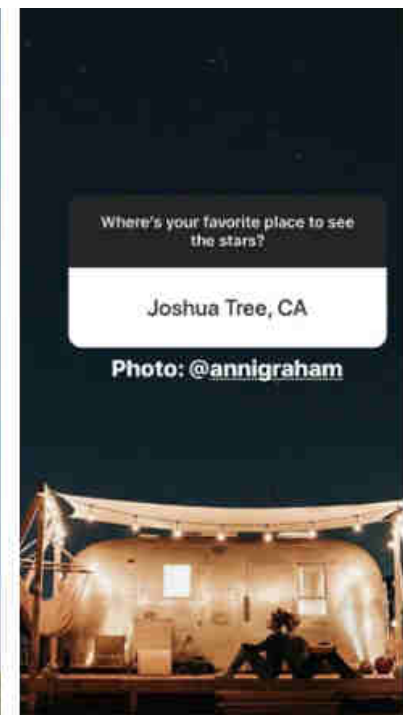 Where's your favorite place to see
the stars?
Joshua Tree, CA
Photo: @annigraham